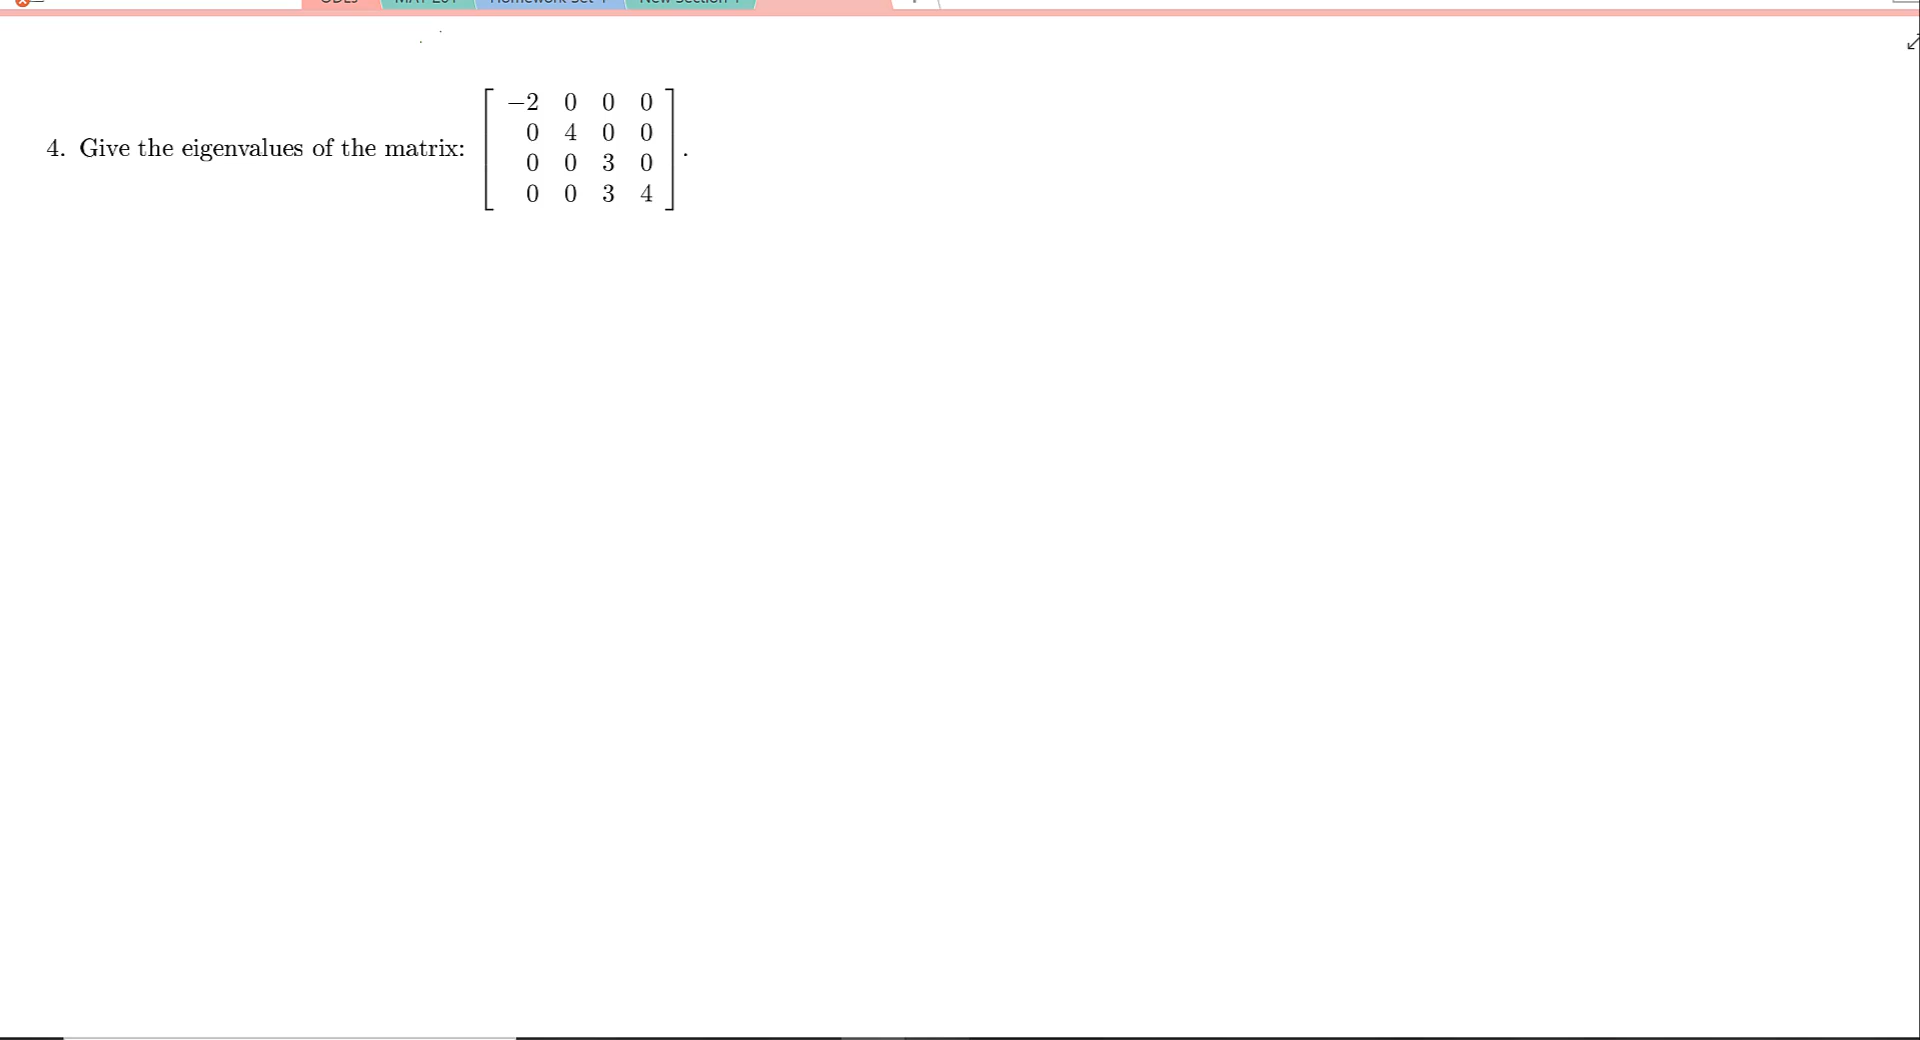 4. Give the eigenvalues of the matrix: [ −2 0 0 0
0 4 0 0
0 0 3 0
0 0 3 4 ].